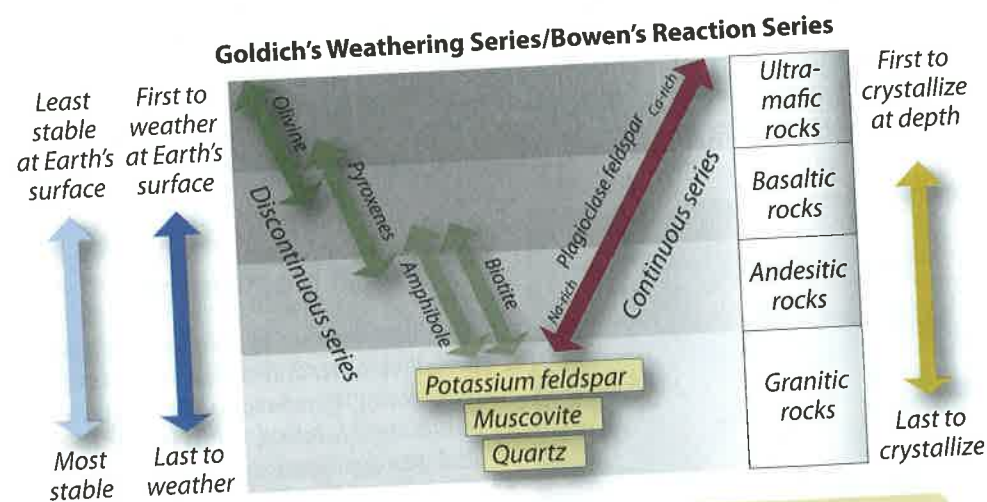 Goldich's Weathering Series/Bowen's Reaction Series
Least
stable
at Earth's
surface
First to
weather
at Earth's
surface
Most
stable
Last to
weather
Olivine
Pyroxenes
Discontinuous series
Amphibole
Biotite
Ca-rich
Plagioclase feldspar
Na-rich
Continuous series
Potassium feldspar
Muscovite
Quartz
Ultra-
mafic
rocks
Basaltic
rocks
Andesitic
rocks
Granitic
rocks
First to
crystallize
at depth
Last to
crystallize